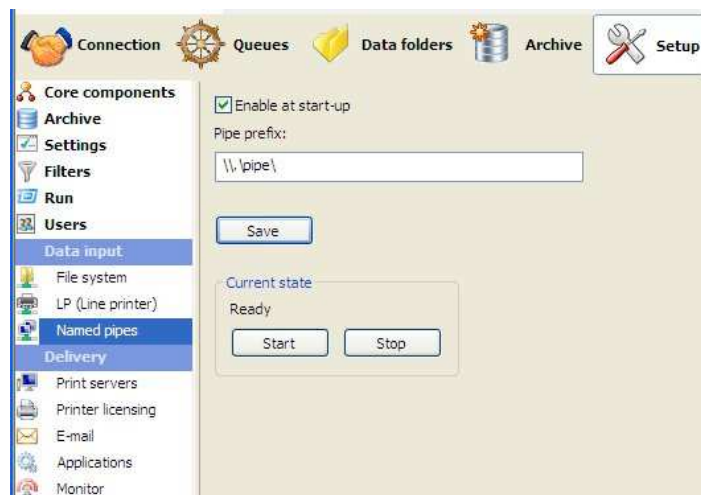 Connection Queues Data folders Archive Setup
Core components
Archive
Settings
Filters
Run
Users
Data input
File system
LP (Line printer)
Named pipes
Delivery
Print servers
Printer licensing
E-mail
Applications
Monitor
Enable at start-up
Pipe prefix:
\\.\pipe\
Save
Current state
Ready
Start Stop